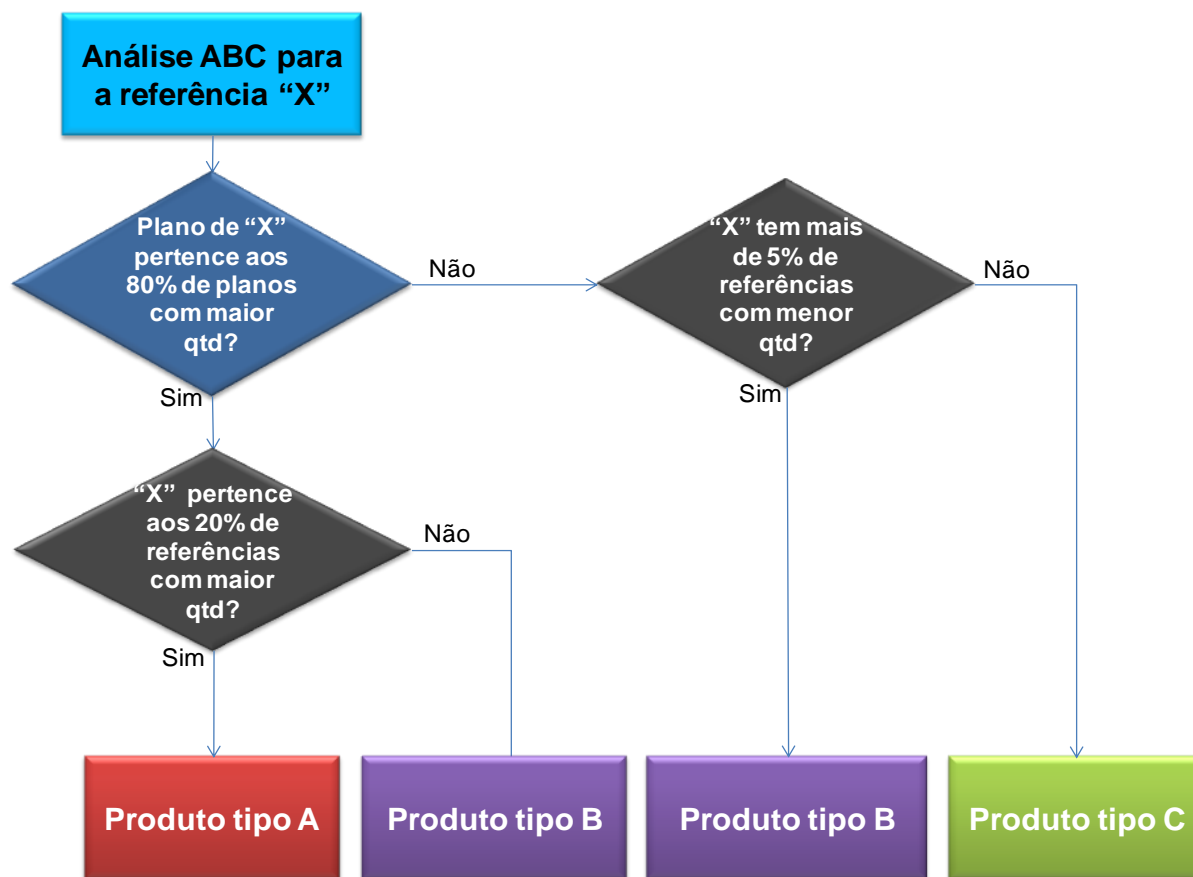 Análise ABC para
a referência “X”
Plano de “X”
pertence aos
80% de planos
com maior
qtd?
Não
“X” tem mais
de 5% de
referências
com menor
qtd?
Não
Sim
Sim
“X” pertence
aos 20% de
referências
com maior
qtd?
Não
Sim
Produto tipo A
Produto tipo B
Produto tipo B
Produto tipo C